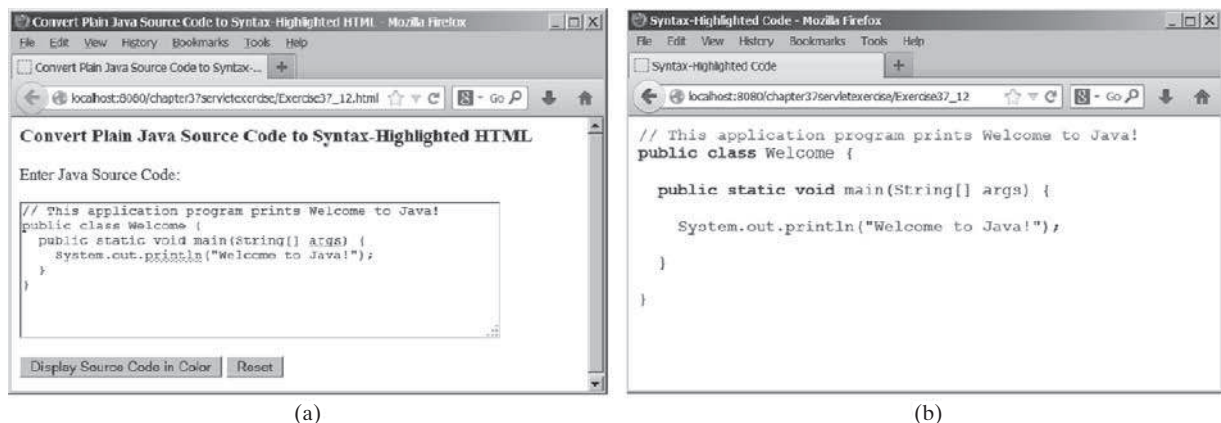 Convert Plain Java Source Code to Syntax-Highlighted HTML - Mozilla Firefox
File Edit View History Bookmarks Tools Help
Convert Plain Java Source Code to Syntax-...
localhost:8080/chapter37servletexercise/Exercise37_12.html
Go
Convert Plain Java Source Code to Syntax-Highlighted HTML
Enter Java Source Code:
// This application program prints Welcome to Java!
public class Welcome {
public static void main(String[] args) {
System.out.println("Welcome to Java!");
}
}
Display Source Code in Color Reset
(a)
Syntax-Highlighted Code - Mozilla Firefox
File Edit View History Bookmarks Tools Help
Syntax-Highlighted Code
localhost:8080/chapter37servletexercise/Exercise37_12
Go
// This application program prints Welcome to Java!
public class Welcome {
public static void main(String[] args) {
System.out.println("Welcome to Java!");
}
}
(b)